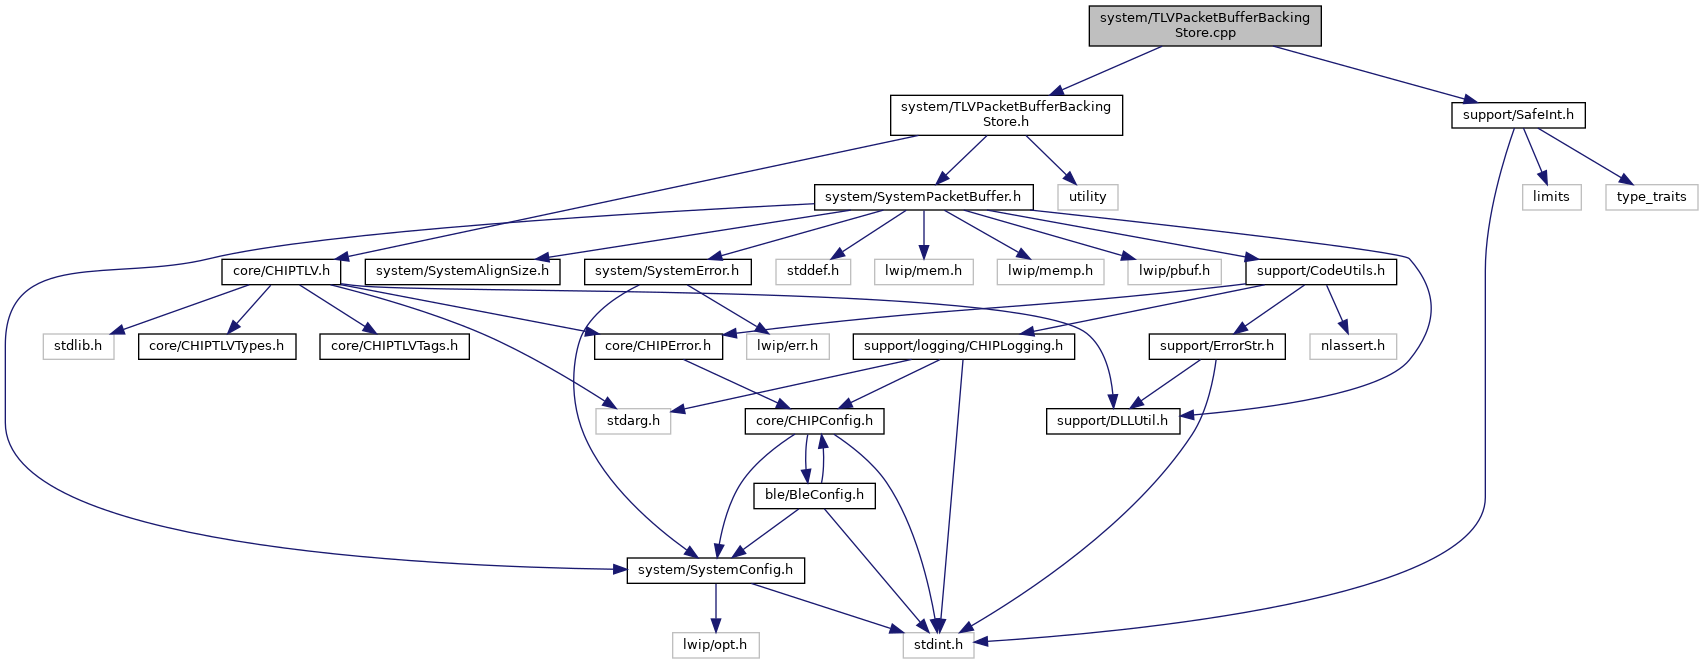 system/TLVPacketBufferBacking
Store.cpp
system/TLVPacketBufferBacking
Store.h
support/SafeInt.h
system/SystemPacketBuffer.h
utility
limits
type_traits
core/CHIPTLV.h
system/SystemAlignSize.h
system/SystemError.h
stddef.h
lwip/mem.h
lwip/memp.h
lwip/pbuf.h
support/CodeUtils.h
stdlib.h
core/CHIPTLVTypes.h
core/CHIPTLVTags.h
core/CHIPError.h
lwip/err.h
support/logging/CHIPLogging.h
support/ErrorStr.h
nlassert.h
stdarg.h
core/CHIPConfig.h
support/DLLUtil.h
ble/BleConfig.h
system/SystemConfig.h
lwip/opt.h
stdint.h